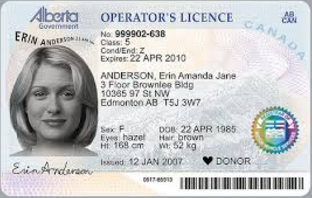 Alberta
Government
OPERATOR'S LICENCE
AB
CAN
ERIN ANDERSON
No: 999902-638
Class: 5
Cond/End: Z
Expires: 22 APR 2010
CANADA
ANDERSON, Erin Amanda Jane
3 Floor Brownlee Bldg
10365 97 St NW
Edmonton AB T5J 3W7
Sex: F
DOB: 22 APR 1985
Eyes: hazel
Hair: brown
Ht: 168 cm
Wt: 52 kg
Issued: 12 JAN 2007
♥ DONOR
Erin Anderson
0517-65513